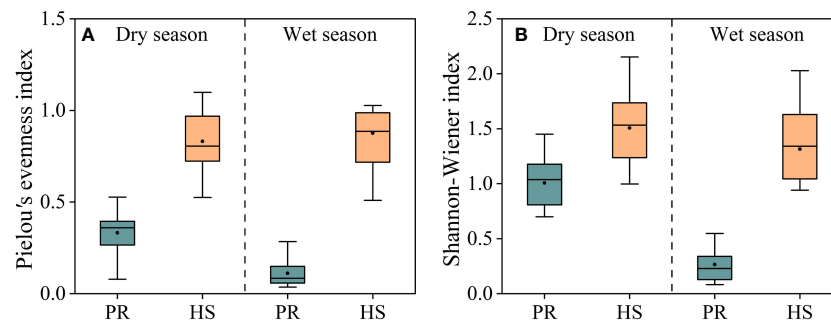 A Dry season Wet season
Pielou's evenness index
1.5
1.0
0.5
0.0
PR HS PR HS
B Dry season Wet season
Shannon-Wiener index
2.5
2.0
1.5
1.0
0.5
0.0
PR HS PR HS